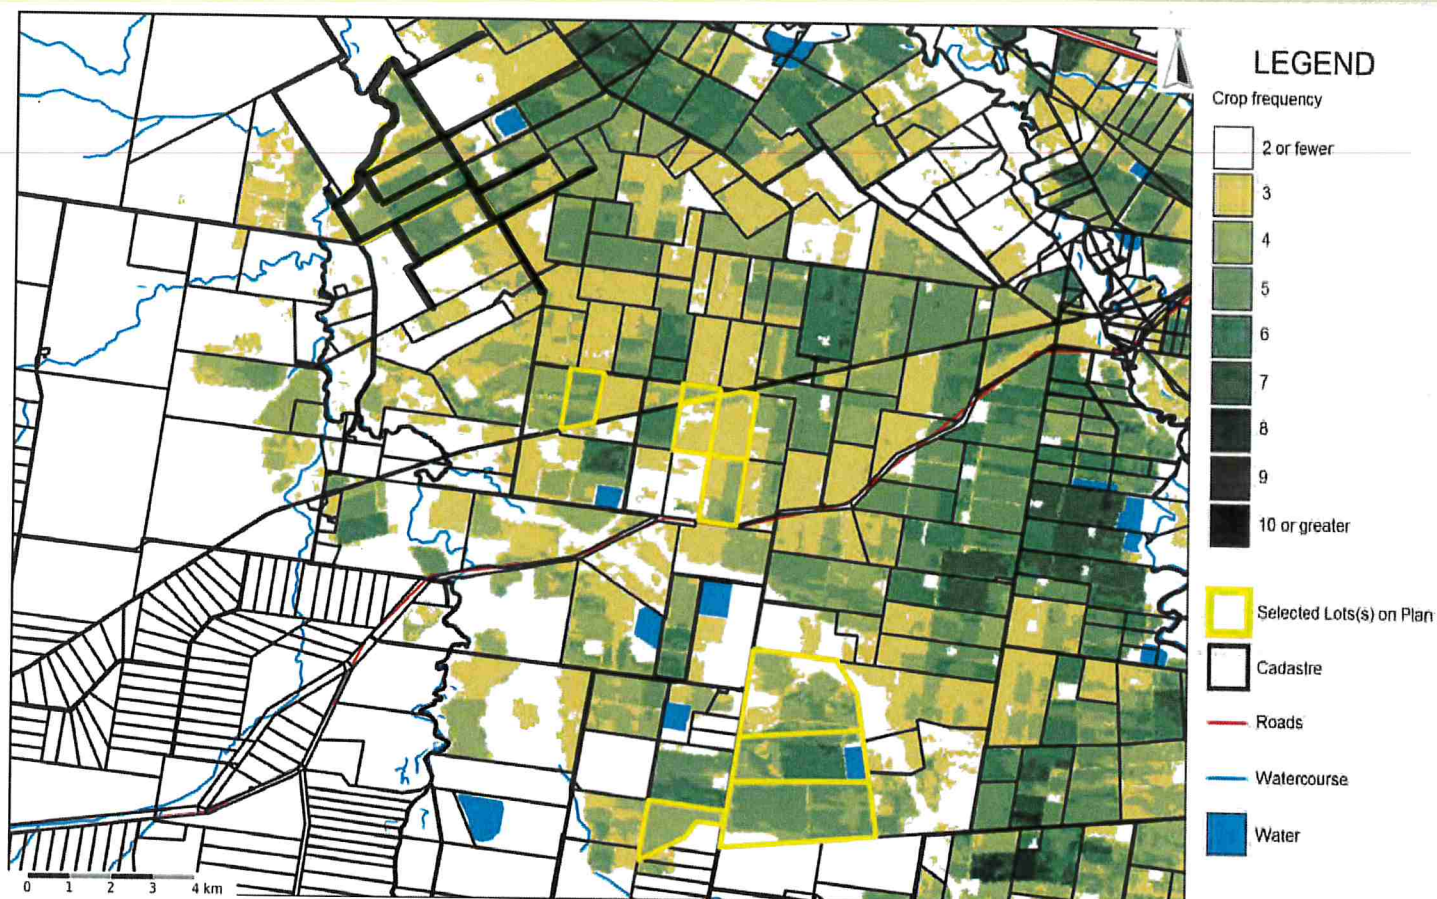 LEGEND
Crop frequency
2 or fewer
3
4
5
6
7
8
9
10 or greater
Selected Lots(s) on Plan
Cadastre
Roads
Watercourse
Water
0 1 2 3 4 km